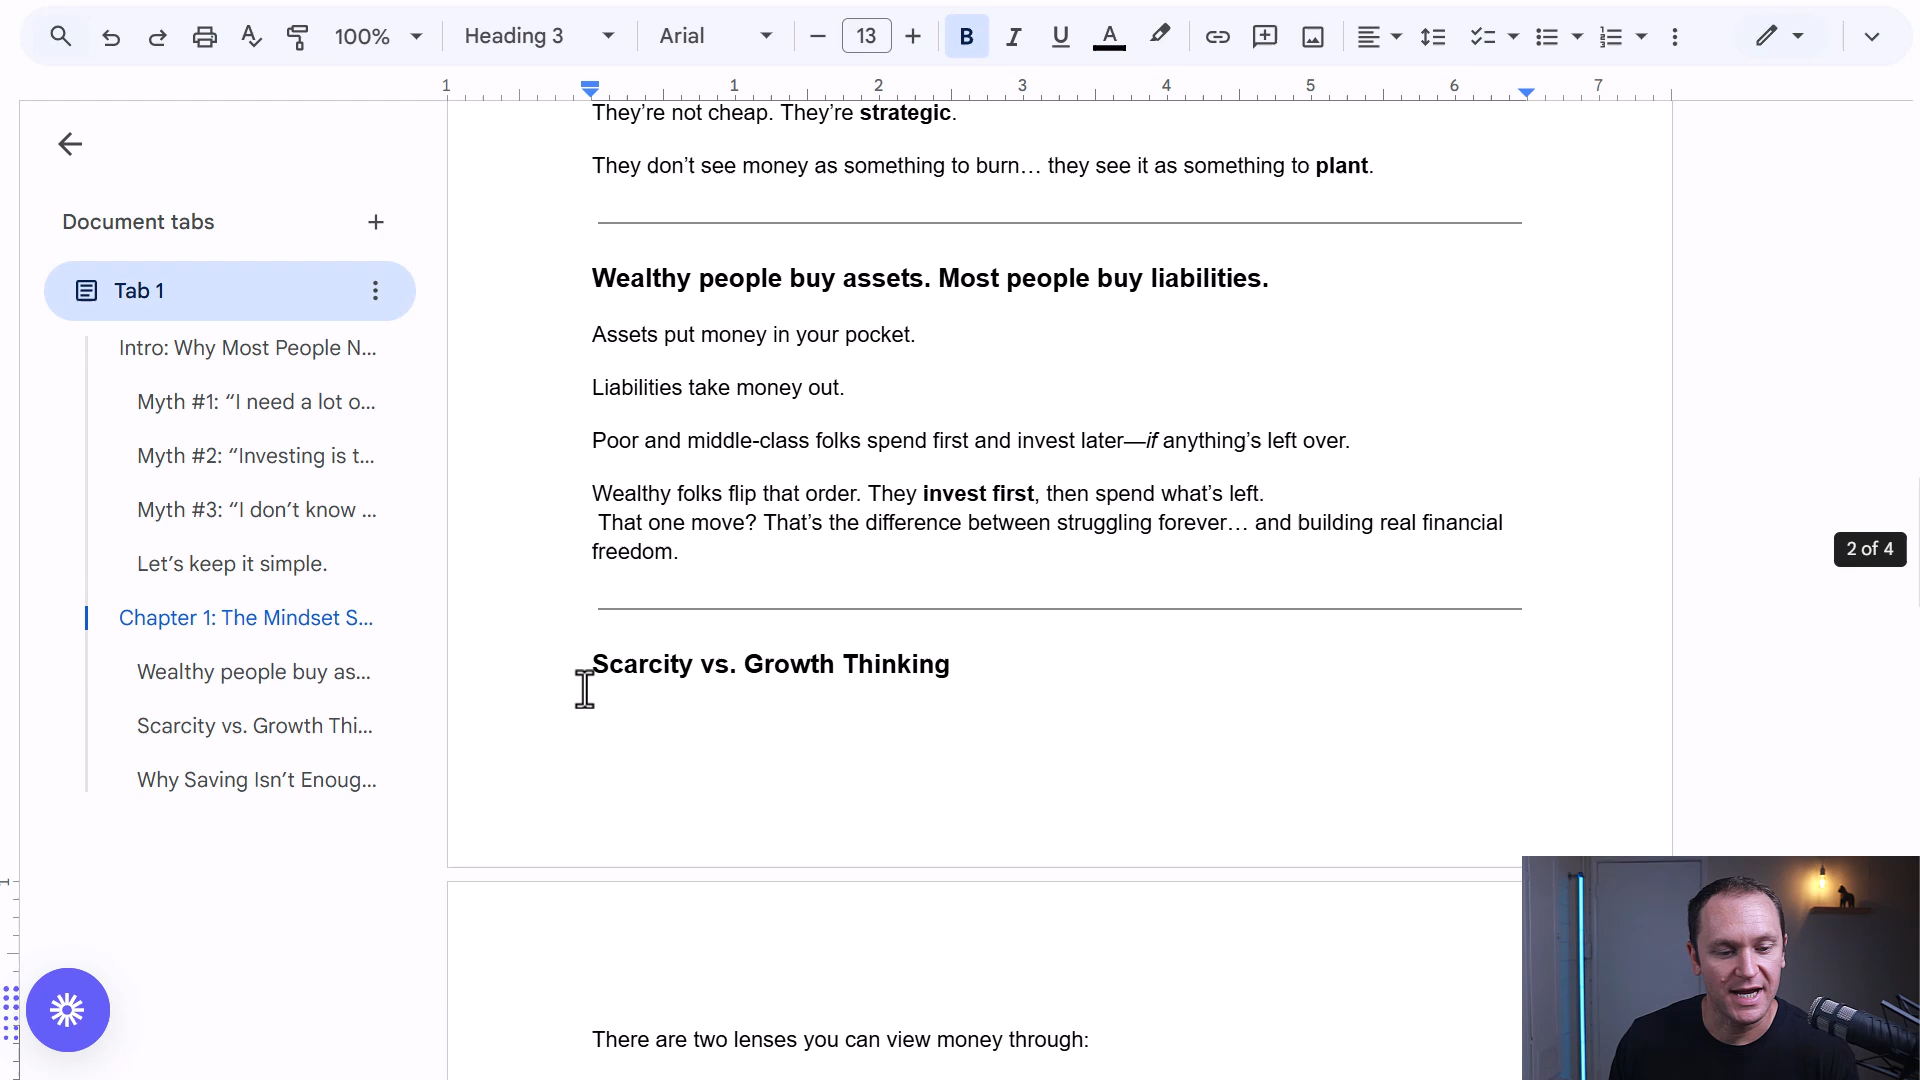 100%
Heading 3
Arial
13
B
I
U
A
1
1
2
3
4
5
6
7
They’re not cheap. They’re strategic.
They don’t see money as something to burn… they see it as something to plant.
Document tabs
Tab 1
Intro: Why Most People N...
Myth #1: “I need a lot o...
Myth #2: “Investing is t...
Myth #3: “I don’t know ...
Let’s keep it simple.
Chapter 1: The Mindset S...
Wealthy people buy as...
Scarcity vs. Growth Thi...
Why Saving Isn’t Enoug...
Wealthy people buy assets. Most people buy liabilities.
Assets put money in your pocket.
Liabilities take money out.
Poor and middle-class folks spend first and invest later—if anything’s left over.
Wealthy folks flip that order. They invest first, then spend what’s left.
That one move? That’s the difference between struggling forever… and building real financial
freedom.
2 of 4
Scarcity vs. Growth Thinking
1
There are two lenses you can view money through: